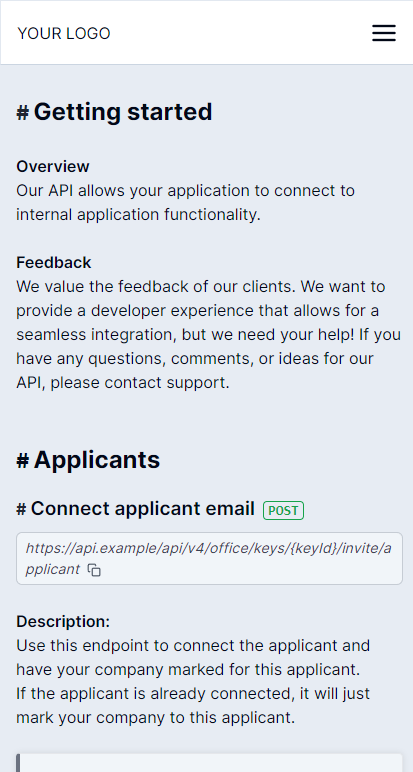 YOUR LOGO
# Getting started
Overview
Our API allows your application to connect to
internal application functionality.
Feedback
We value the feedback of our clients. We want to
provide a developer experience that allows for a
seamless integration, but we need your help! If you
have any questions, comments, or ideas for our
API, please contact support.
# Applicants
# Connect applicant email POST
https://api.example/api/v4/office/keys/{keyId}/invite/a
pplicant
Description:
Use this endpoint to connect the applicant and
have your company marked for this applicant.
If the applicant is already connected, it will just
mark your company to this applicant.